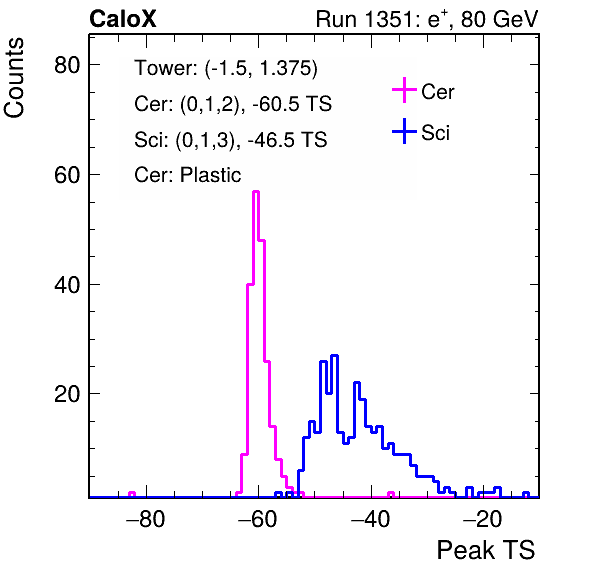 CaloX Run 1351: e⁺, 80 GeV
Counts
Tower: (-1.5, 1.375)
Cer: (0,1,2), -60.5 TS
Sci: (0,1,3), -46.5 TS
Cer: Plastic
Cer
Sci
80
60
40
20
−80 −60 −40 −20
Peak TS